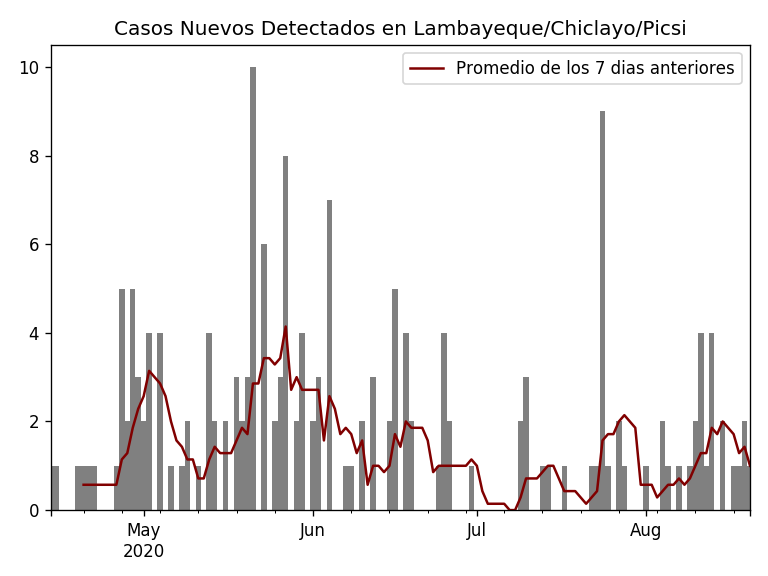 Casos Nuevos Detectados en Lambayeque/Chiclayo/Picsi
Promedio de los 7 dias anteriores
10
8
6
4
2
0
May Jun Jul Aug
2020